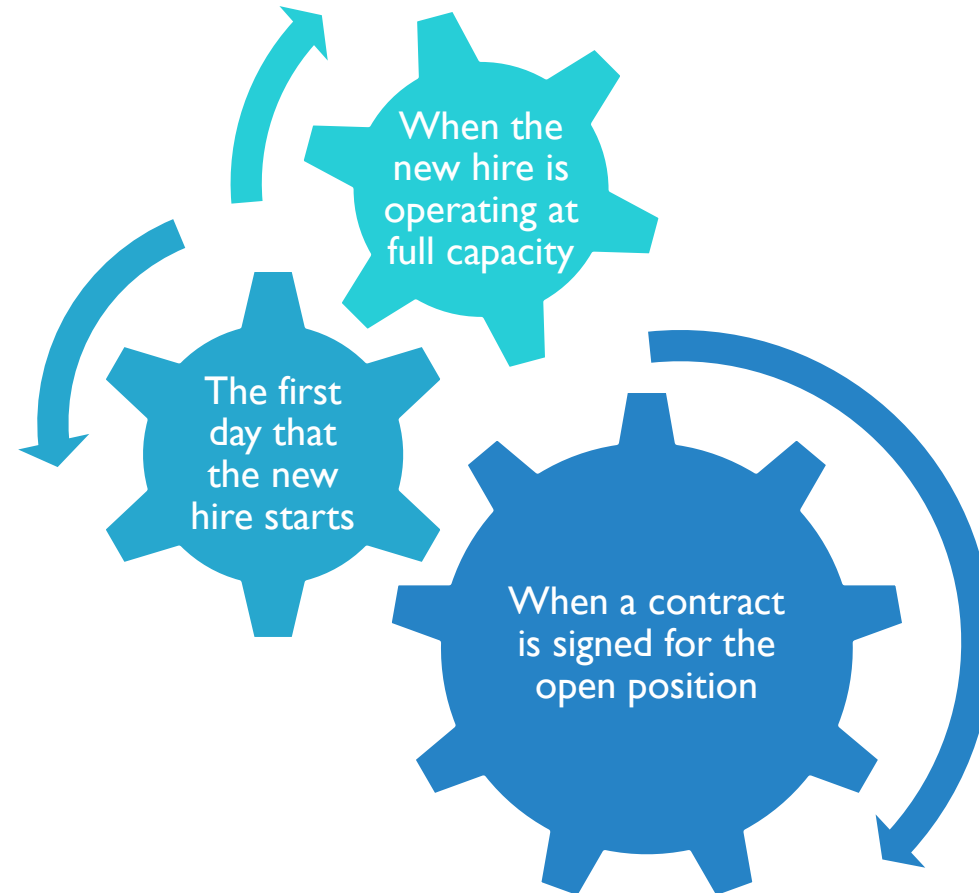 When the
new hire is
operating at
full capacity
The first
day that
the new
hire starts
When a contract
is signed for the
open position